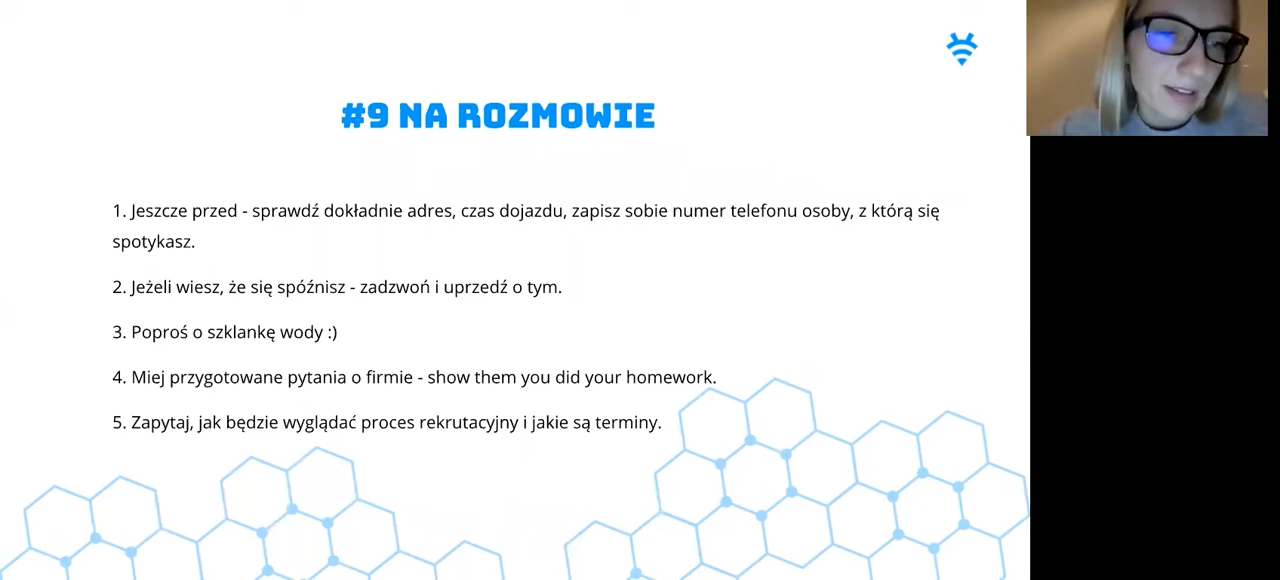 #9 NA ROZMOWIE
1. Jeszcze przed - sprawdź dokładnie adres, czas dojazdu, zapisz sobie numer telefonu osoby, z którą się
spotykasz.
2. Jeżeli wiesz, że się spóźnisz - zadzwoń i uprzedź o tym.
3. Poproś o szklankę wody :)
4. Miej przygotowane pytania o firmie - show them you did your homework.
5. Zapytaj, jak będzie wyglądać proces rekrutacyjny i jakie są terminy.